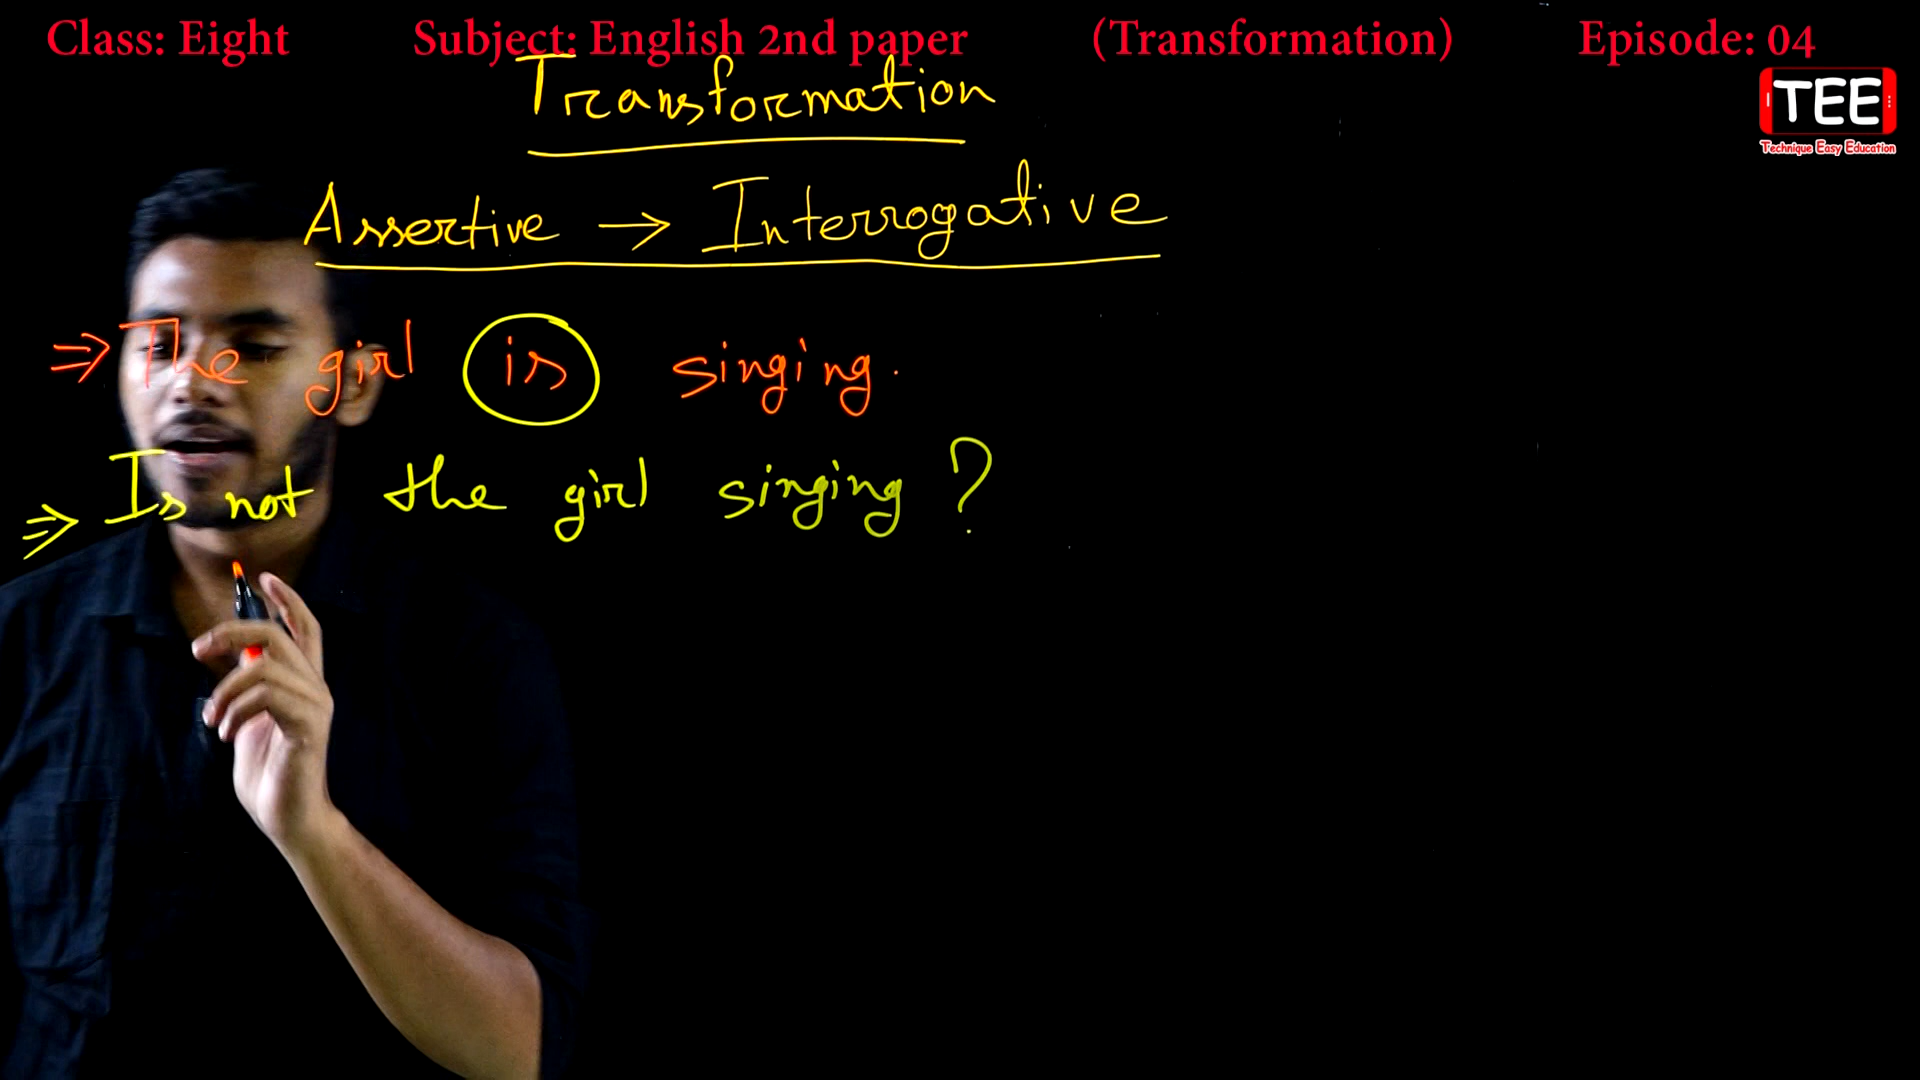 Class: Eight Subject: English 2nd paper (Transformation) Episode: 04
TEE
Technique Easy Education
Transformation
Assertive → Interrogative
⇒ The girl is singing.
⇒ Is not the girl singing?